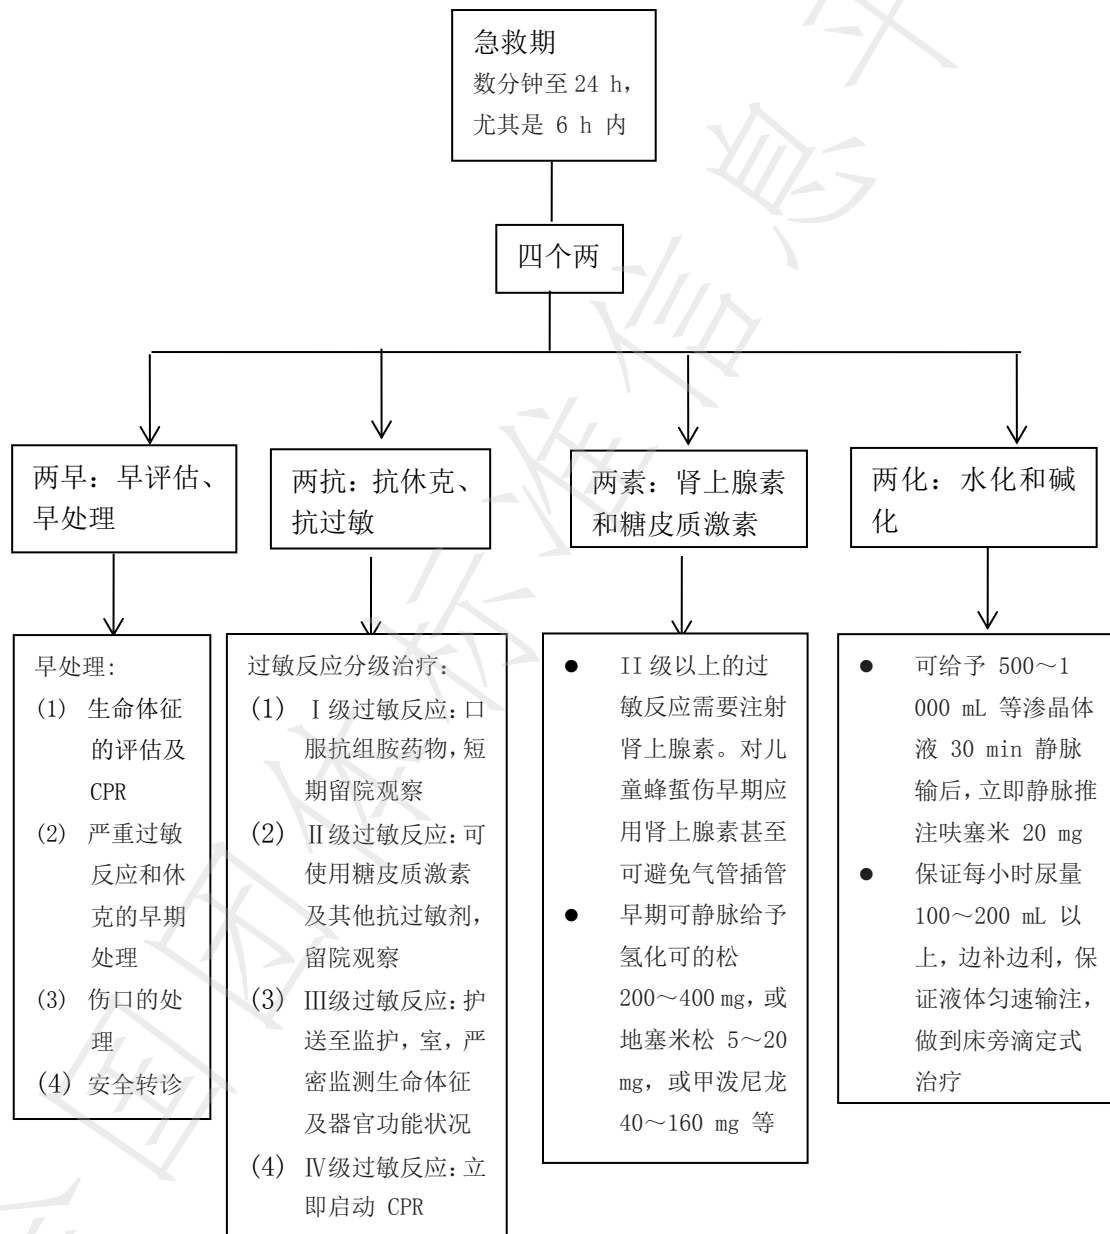 急救期
数分钟至 24 h，
尤其是 6 h 内
四个两
两早：早评估、
早处理
两抗：抗休克、
抗过敏
两素：肾上腺素
和糖皮质激素
两化：水化和碱
化
早处理：
(1) 生命体征
的评估及
CPR
(2) 严重过敏
反应和休
克的早期
处理
(3) 伤口的处
理
(4) 安全转诊
过敏反应分级治疗：
(1) Ⅰ级过敏反应：口
服抗组胺药物，短
期留院观察
(2) Ⅱ级过敏反应：可
使用糖皮质激素
及其他抗过敏剂，
留院观察
(3) Ⅲ级过敏反应：护
送至监护，室，严
密监测生命体征
及器官功能状况
(4) Ⅳ级过敏反应：立
即启动 CPR
● II 级以上的过
敏反应需要注射
肾上腺素。对儿
童蜂蜇伤早期应
用肾上腺素甚至
可避免气管插管
● 早期可静脉给予
氢化可的松
200～400 mg，或
地塞米松 5～20
mg，或甲泼尼龙
40～160 mg 等
● 可给予 500～1
000 mL 等渗晶体
液 30 min 静脉
输后，立即静脉推
注呋塞米 20 mg
● 保证每小时尿量
100～200 mL 以
上，边补边利，保
证液体匀速输注，
做到床旁滴定式
治疗
国团体标准信息平